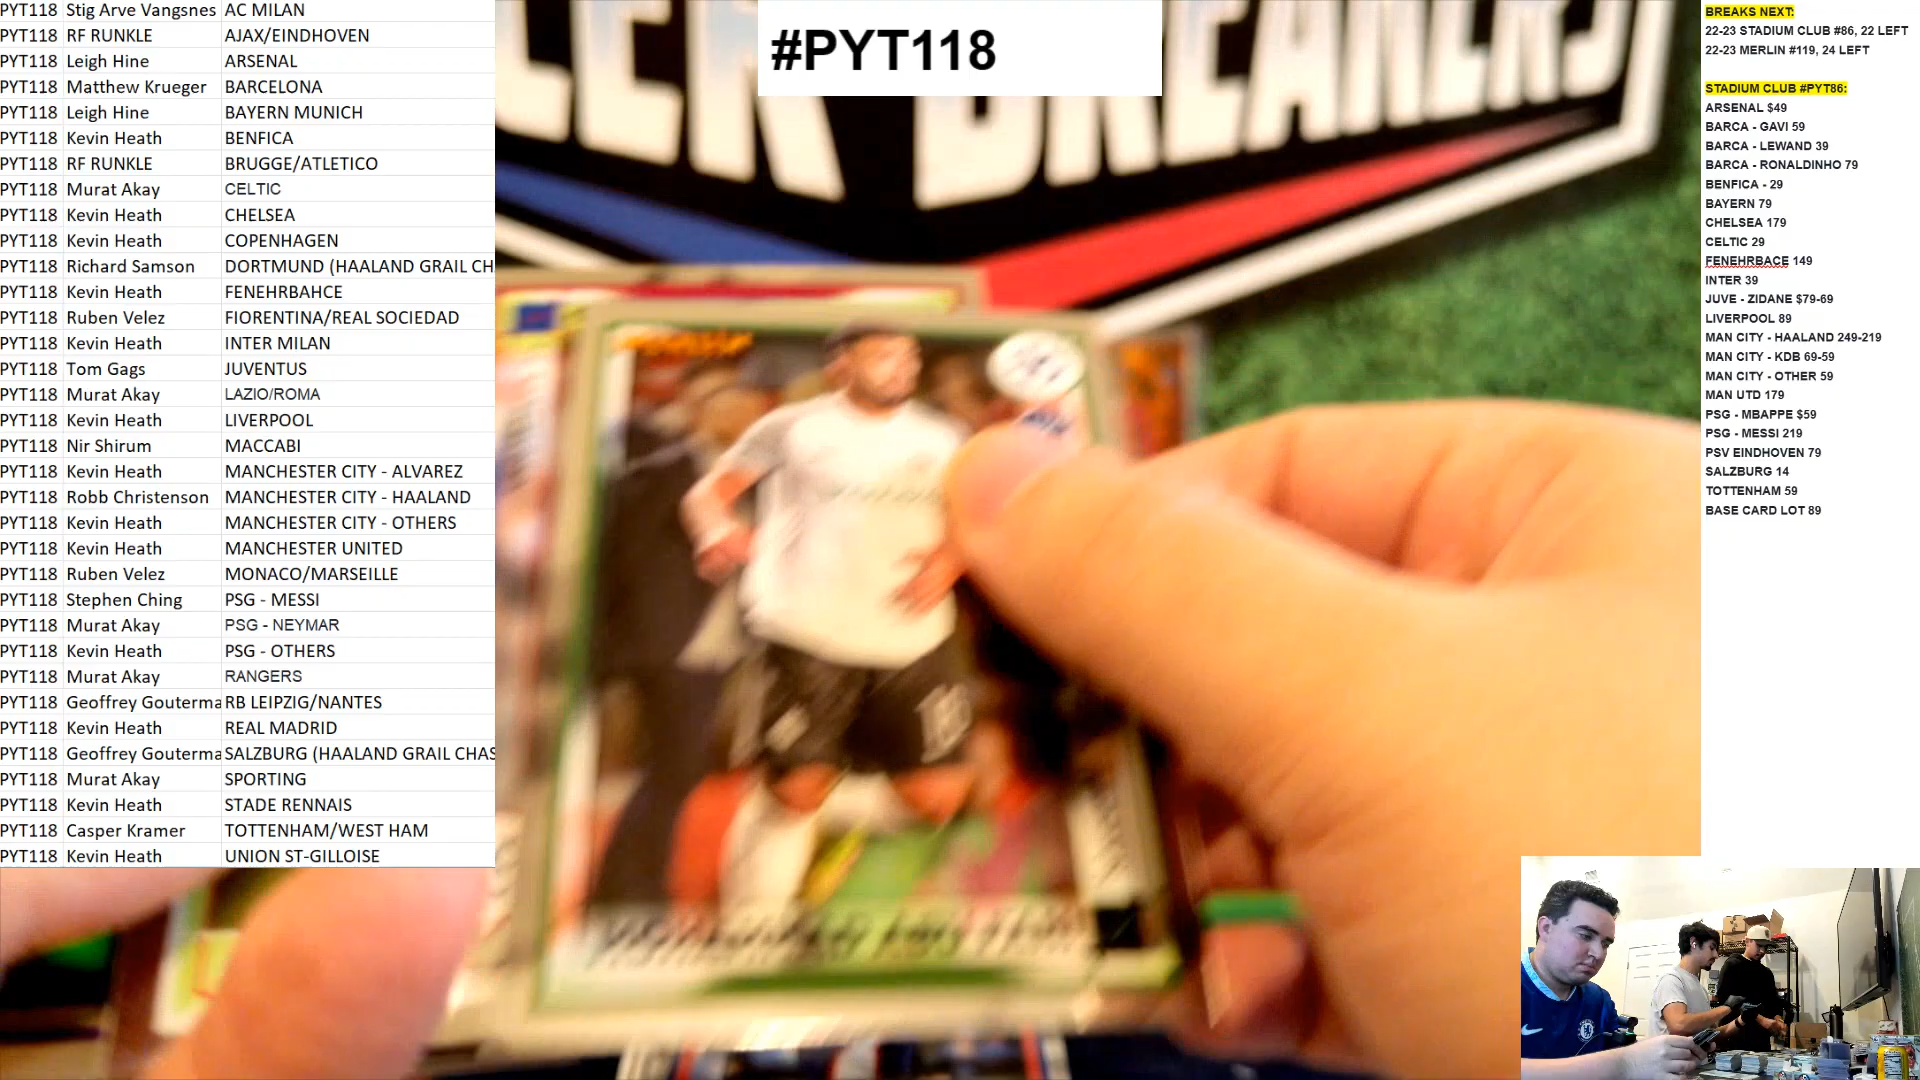 PYT118 Stig Arve Vangsnes AC MILAN
PYT118 RF RUNKLE AJAX/EINDHOVEN
PYT118 Leigh Hine ARSENAL
PYT118 Matthew Krueger BARCELONA
PYT118 Leigh Hine BAYERN MUNICH
PYT118 Kevin Heath BENFICA
PYT118 RF RUNKLE BRUGGE/ATLETICO
PYT118 Murat Akay CELTIC
PYT118 Kevin Heath CHELSEA
PYT118 Kevin Heath COPENHAGEN
PYT118 Richard Samson DORTMUND (HAALAND GRAIL CH
PYT118 Kevin Heath FENEHRBAHCE
PYT118 Ruben Velez FIORENTINA/REAL SOCIEDAD
PYT118 Kevin Heath INTER MILAN
PYT118 Tom Gags JUVENTUS
PYT118 Murat Akay LAZIO/ROMA
PYT118 Kevin Heath LIVERPOOL
PYT118 Nir Shirum MACCABI
PYT118 Kevin Heath MANCHESTER CITY - ALVAREZ
PYT118 Robb Christenson MANCHESTER CITY - HAALAND
PYT118 Kevin Heath MANCHESTER CITY - OTHERS
PYT118 Kevin Heath MANCHESTER UNITED
PYT118 Ruben Velez MONACO/MARSEILLE
PYT118 Stephen Ching PSG - MESSI
PYT118 Murat Akay PSG - NEYMAR
PYT118 Kevin Heath PSG - OTHERS
PYT118 Murat Akay RANGERS
PYT118 Geoffrey Gouterma RB LEIPZIG/NANTES
PYT118 Kevin Heath REAL MADRID
PYT118 Geoffrey Gouterma SALZBURG (HAALAND GRAIL CHAS
PYT118 Murat Akay SPORTING
PYT118 Kevin Heath STADE RENNAIS
PYT118 Casper Kramer TOTTENHAM/WEST HAM
PYT118 Kevin Heath UNION ST-GILLOISE
#PYT118
BREAKERS
BREAKS NEXT:
22-23 STADIUM CLUB #86, 22 LEFT
22-23 MERLIN #119, 24 LEFT
STADIUM CLUB #PYT86:
ARSENAL $49
BARCA - GAVI 59
BARCA - LEWAND 39
BARCA - RONALDINHO 79
BENFICA - 29
BAYERN 79
CHELSEA 179
CELTIC 29
FENEHRBACE 149
INTER 39
JUVE - ZIDANE $79-69
LIVERPOOL 89
MAN CITY - HAALAND 249-219
MAN CITY - KDB 69-59
MAN CITY - OTHER 59
MAN UTD 179
PSG - MBAPPE $59
PSG - MESSI 219
PSV EINDHOVEN 79
SALZBURG 14
TOTTENHAM 59
BASE CARD LOT 89